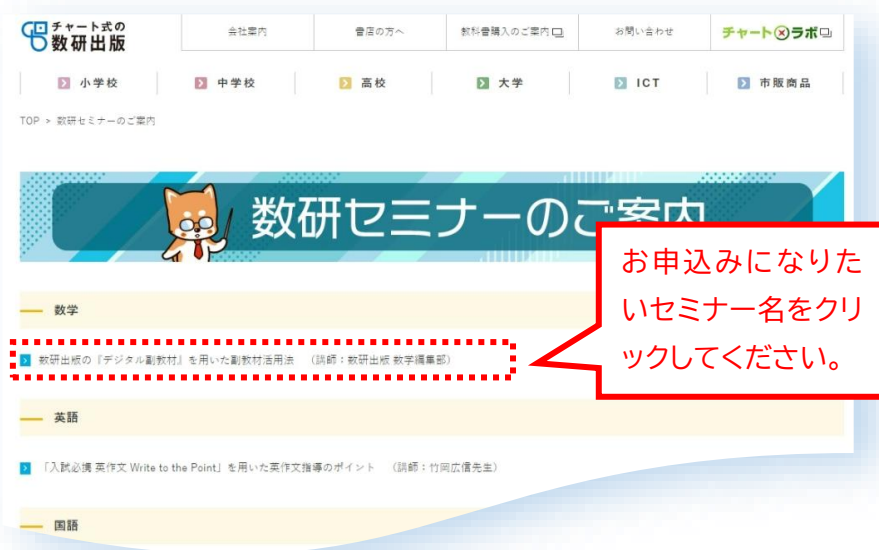 チャート式の
数研出版
会社案内
書店の方へ
教科書購入のご案内
お問い合わせ
チャート×ラボ
小学校
中学校
高校
大学
ICT
市販商品
TOP > 数研セミナーのご案内
数研セミナーのご案内
お申込みになりた
いセミナー名をクリ
ックしてください。
数学
数研出版の『デジタル副教材』を用いた副教材活用法 (講師：数研出版 数学編集部)
英語
「入試必携 英作文 Write to the Point」を用いた英作文指導のポイント (講師：竹岡広信先生)
国語